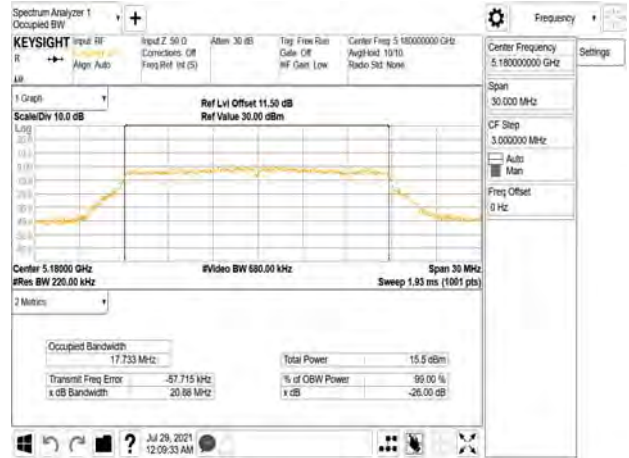 Spectrum Analyzer 1
Occupied BW
Frequency
KEYSIGHT
Input: RF
Input Z: 50 Ω
Atten: 30 dB
Trig: Free Run
Center Freq: 5.180000000 GHz
R
Align: Auto
Corrections: Off
Freq Ref: Int (S)
Gate: Off
#IF Gain: Low
Avg|Hold: 10/10
Radio Std: None
Center Frequency
5.180000000 GHz
Settings
Span
30.000 MHz
CF Step
3.000000 MHz
Auto
Man
Freq Offset
0 Hz
1 Graph
Scale/Div 10.0 dB
Ref Lvl Offset 11.50 dB
Ref Value 30.00 dBm
Log
Center 5.18000 GHz
#Video BW 680.00 kHz
Span 30 MHz
#Res BW 220.00 kHz
Sweep 1.93 ms (1001 pts)
2 Metrics
Occupied Bandwidth
17.733 MHz
Total Power 15.5 dBm
Transmit Freq Error -57.715 kHz
% of OBW Power 99.00 %
x dB Bandwidth 20.68 MHz
x dB -26.00 dB
Jul 29, 2021
12:09:33 AM